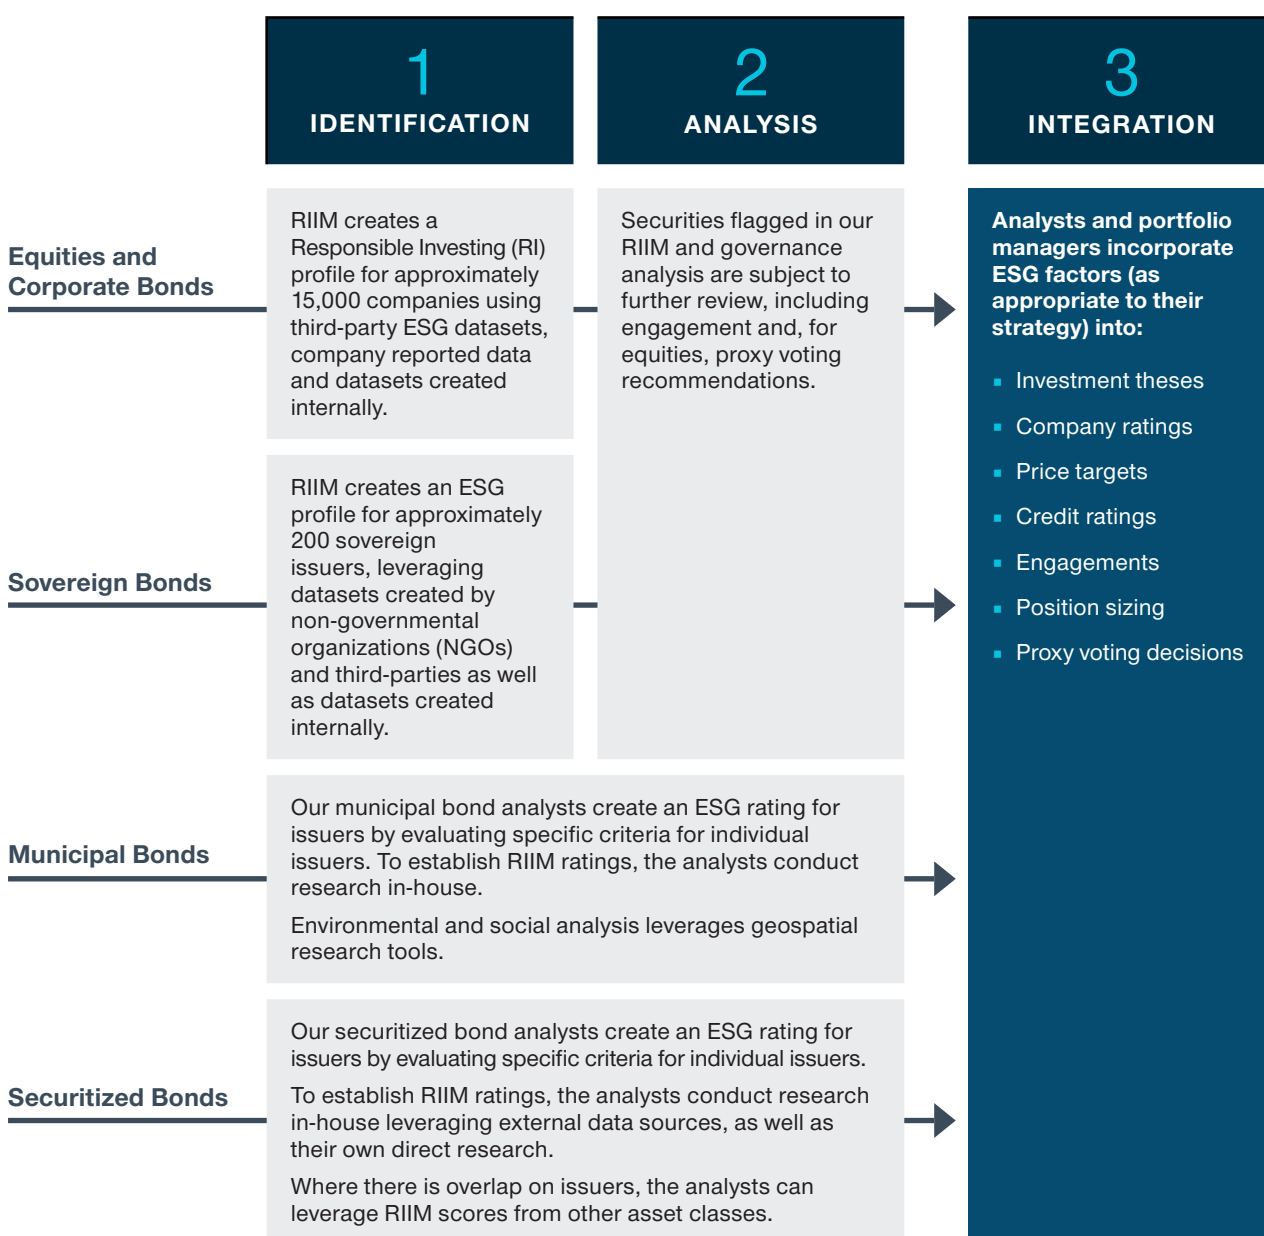 1
IDENTIFICATION
2
ANALYSIS
3
INTEGRATION
Equities and
Corporate Bonds
RIIM creates a
Responsible Investing (RI)
profile for approximately
15,000 companies using
third-party ESG datasets,
company reported data
and datasets created
internally.
Securities flagged in our
RIIM and governance
analysis are subject to
further review, including
engagement and, for
equities, proxy voting
recommendations.
Sovereign Bonds
RIIM creates an ESG
profile for approximately
200 sovereign
issuers, leveraging
datasets created by
non-governmental
organizations (NGOs)
and third-parties as well
as datasets created
internally.
Municipal Bonds
Our municipal bond analysts create an ESG rating for
issuers by evaluating specific criteria for individual
issuers. To establish RIIM ratings, the analysts conduct
research in-house.
Environmental and social analysis leverages geospatial
research tools.
Securitized Bonds
Our securitized bond analysts create an ESG rating for
issuers by evaluating specific criteria for individual issuers.
To establish RIIM ratings, the analysts conduct research
in-house leveraging external data sources, as well as
their own direct research.
Where there is overlap on issuers, the analysts can
leverage RIIM scores from other asset classes.
Analysts and portfolio
managers incorporate
ESG factors (as
appropriate to their
strategy) into:
▪ Investment theses
▪ Company ratings
▪ Price targets
▪ Credit ratings
▪ Engagements
▪ Position sizing
▪ Proxy voting decisions